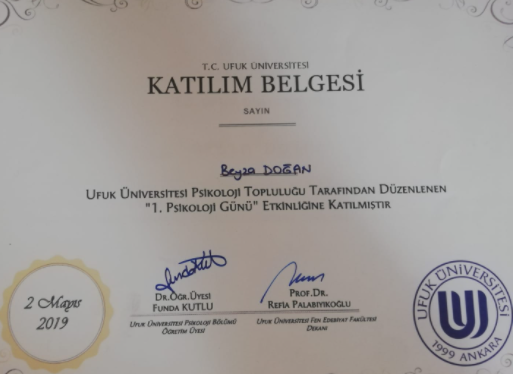 T.C. UFUK ÜNİVERSİTESİ
KATILIM BELGESİ
SAYIN
Beyza DOĞAN
UFUK ÜNİVERSİTESİ PSİKOLOJİ TOPLULUĞU TARAFINDAN DÜZENLENEN
"1. PSİKOLOJİ GÜNÜ" ETKİNLİĞİNE KATILMIŞTIR
2 Mayıs
2019
DR.ÖĞR.ÜYESİ
FUNDA KUTLU
UFUK ÜNİVERSİTESİ PSİKOLOJİ BÖLÜMÜ
ÖĞRETİM ÜYESİ
PROF.DR.
REFİA PALABIYIKOĞLU
UFUK ÜNİVERSİTESİ FEN EDEBİYAT FAKÜLTESİ
DEKANI
UFUK ÜNİVERSİTESİ
1999 ANKARA